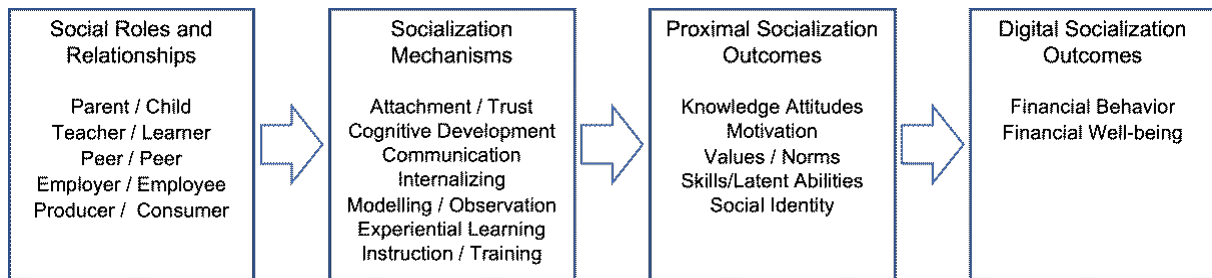 Social Roles and
Relationships
Parent / Child
Teacher / Learner
Peer / Peer
Employer / Employee
Producer / Consumer
Socialization
Mechanisms
Attachment / Trust
Cognitive Development
Communication
Internalizing
Modelling / Observation
Experiential Learning
Instruction / Training
Proximal Socialization
Outcomes
Knowledge Attitudes
Motivation
Values / Norms
Skills/Latent Abilities
Social Identity
Digital Socialization
Outcomes
Financial Behavior
Financial Well-being